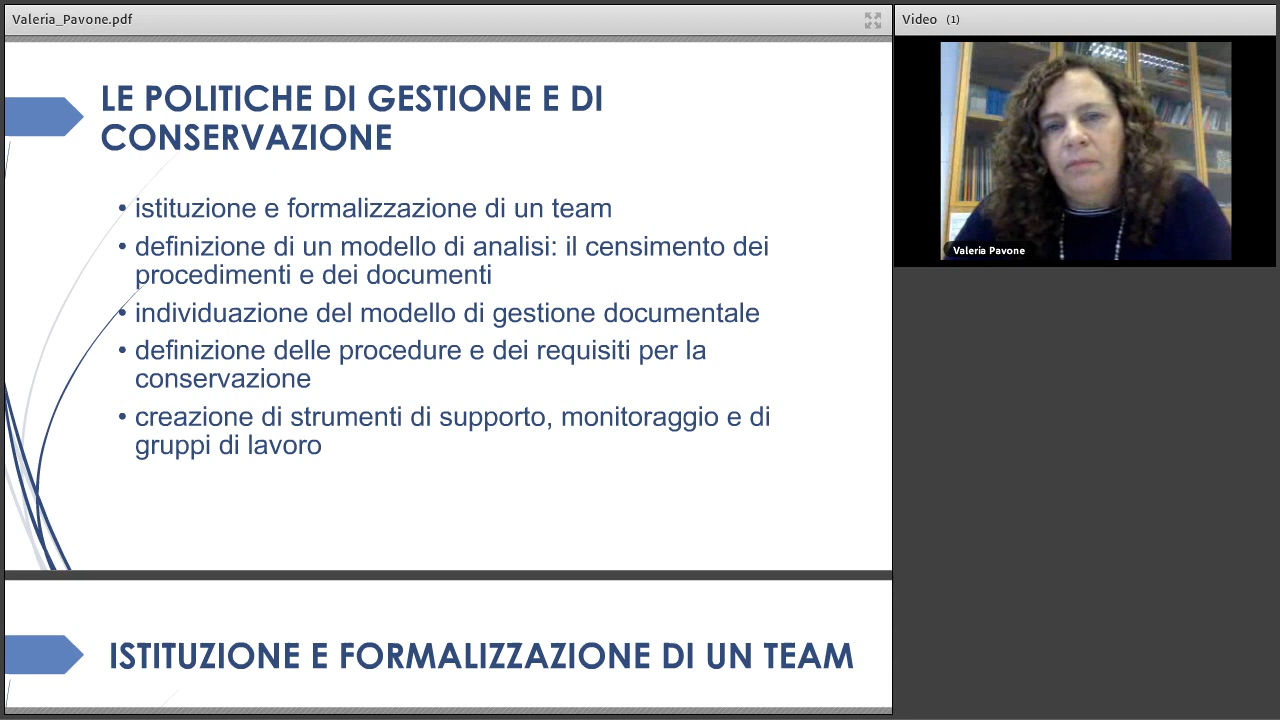 Valeria_Pavone.pdf
LE POLITICHE DI GESTIONE E DI
CONSERVAZIONE
• istituzione e formalizzazione di un team
• definizione di un modello di analisi: il censimento dei
procedimenti e dei documenti
• individuazione del modello di gestione documentale
• definizione delle procedure e dei requisiti per la
conservazione
• creazione di strumenti di supporto, monitoraggio e di
gruppi di lavoro
ISTITUZIONE E FORMALIZZAZIONE DI UN TEAM
Video (1)
Valeria Pavone